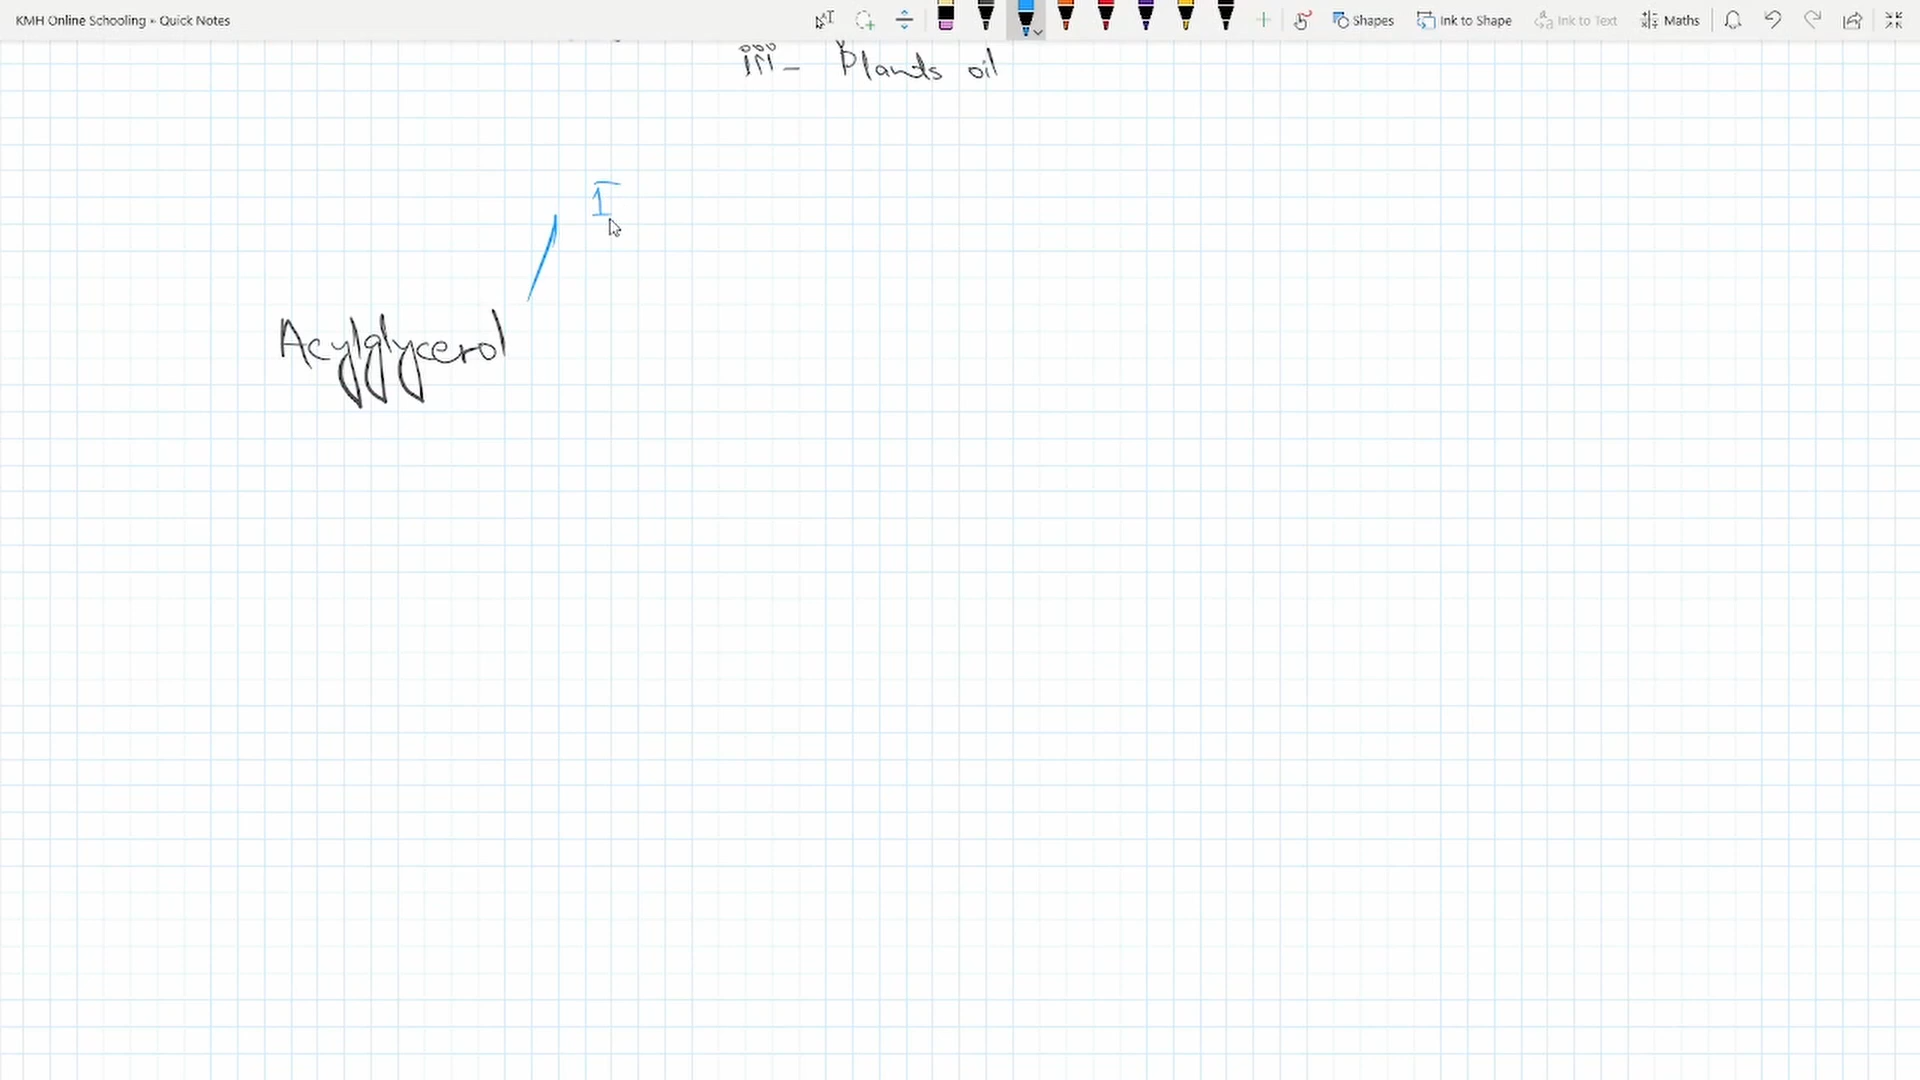 KMH Online Schooling » Quick Notes
Shapes
Ink to Shape
Ink to Text
Maths
iii- Plants oil
I
Acylglycerol